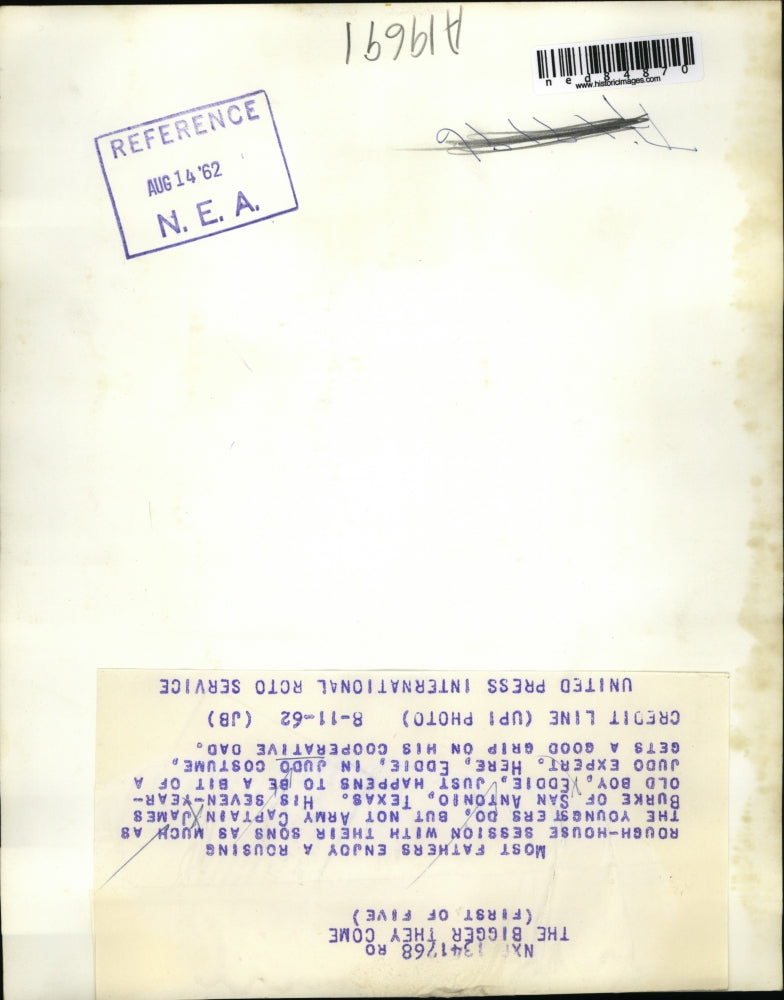 A19691
ned84870
www.historicimages.com
REFERENCE
AUG 14 '62
N. E. A.
NXP 1341768 RO
THE BIGGER THEY COME
(FIRST OF FIVE)
MOST FATHERS ENJOY A ROUSING
ROUGH-HOUSE SESSION WITH THEIR SONS AS MUCH AS
THE YOUNGSTERS DO, BUT NOT ARMY CAPTAIN JAMES
BURKE OF SAN ANTONIO, TEXAS. HIS SEVEN-YEAR-
OLD BOY, EDDIE, JUST HAPPENS TO BE A BIT OF A
JUDO EXPERT. HERE, EDDIE, IN JUDO COSTUME,
GETS A GOOD GRIP ON HIS COOPERATIVE DAD.
CREDIT LINE (UPI PHOTO) 8-11-62 (JB)
UNITED PRESS INTERNATIONAL ROTO SERVICE